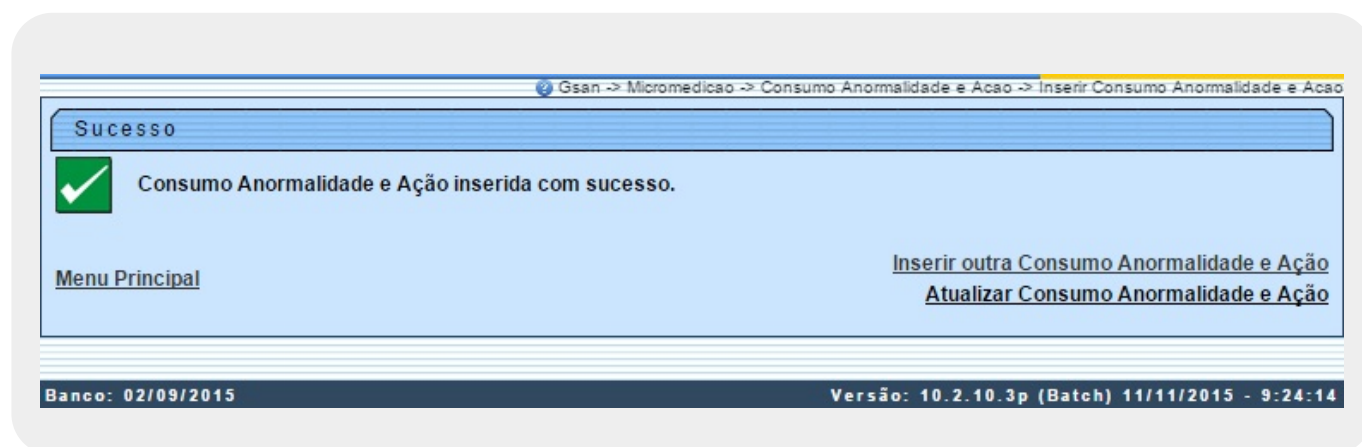 Gsan -> Micromedicao -> Consumo Anormalidade e Acao -> Inserir Consumo Anormalidade e Acao
Sucesso
Consumo Anormalidade e Ação inserida com sucesso.
Menu Principal
Inserir outra Consumo Anormalidade e Ação
Atualizar Consumo Anormalidade e Ação
Banco: 02/09/2015 Versão: 10.2.10.3p (Batch) 11/11/2015 - 9:24:14